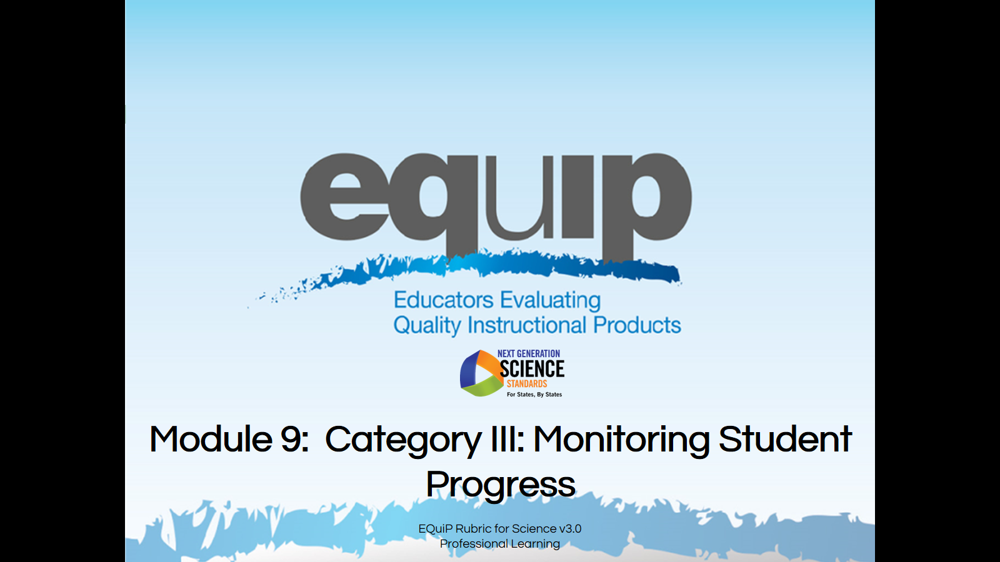 equip
Educators Evaluating
Quality Instructional Products
NEXT GENERATION
SCIENCE
STANDARDS
For States, By States
Module 9:  Category III: Monitoring Student
Progress
EQuiP Rubric for Science v3.0
Professional Learning